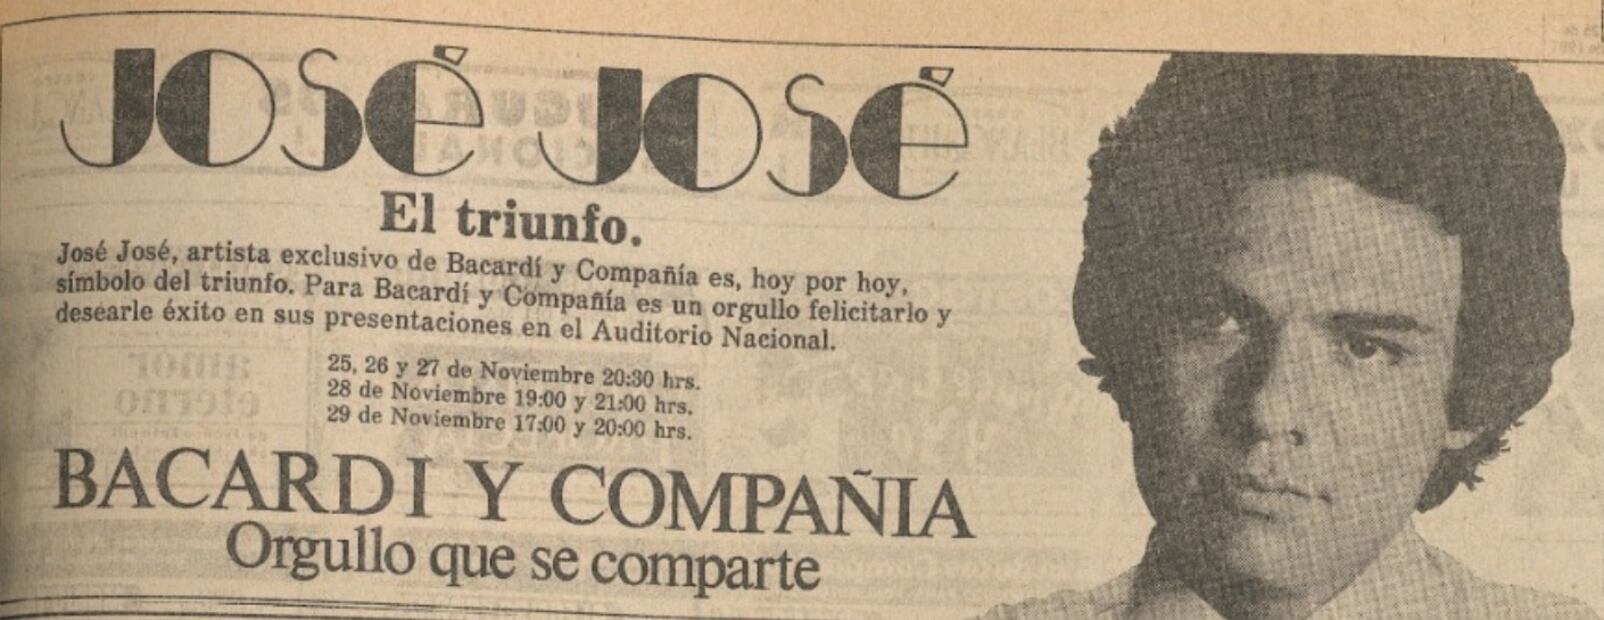 JOSÉ JOSÉ
El triunfo.
José José, artista exclusivo de Bacardí y Compañía es, hoy por hoy,
símbolo del triunfo. Para Bacardí y Compañía es un orgullo felicitarlo y
desearle éxito en sus presentaciones en el Auditorio Nacional.
25, 26 y 27 de Noviembre 20:30 hrs.
28 de Noviembre 19:00 y 21:00 hrs.
29 de Noviembre 17:00 y 20:00 hrs.
BACARDI Y COMPAÑIA
Orgullo que se comparte